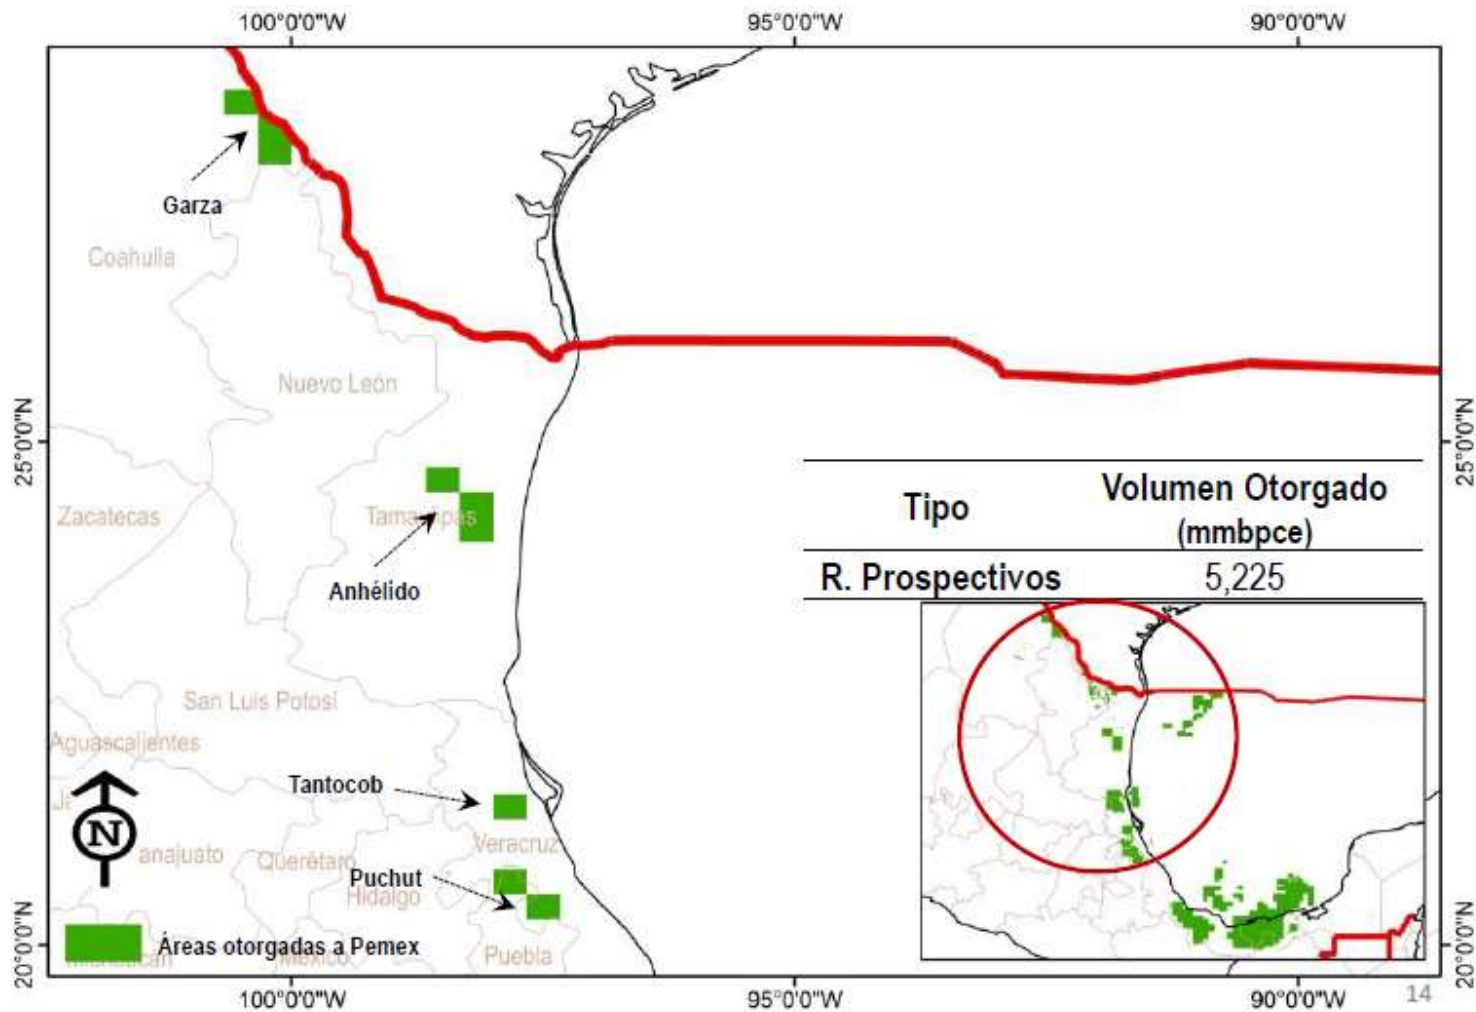 100°0'0"W
95°0'0"W
90°0'0"W
Garza
Coahuila
Nuevo León
25°0'0"N
25°0'0"N
Tipo
Volumen Otorgado
(mmbpce)
R. Prospectivos
5,225
Zacatecas
Tamaulipas
Anhélido
San Luis Potosí
Aguascalientes
Tantocob
Veracruz
anajuato
Querétaro
Puchut
Hidalgo
Áreas otorgadas a Pemex
N
México
Puebla
20°0'0"N
20°0'0"N
100°0'0"W
95°0'0"W
90°0'0"W
14